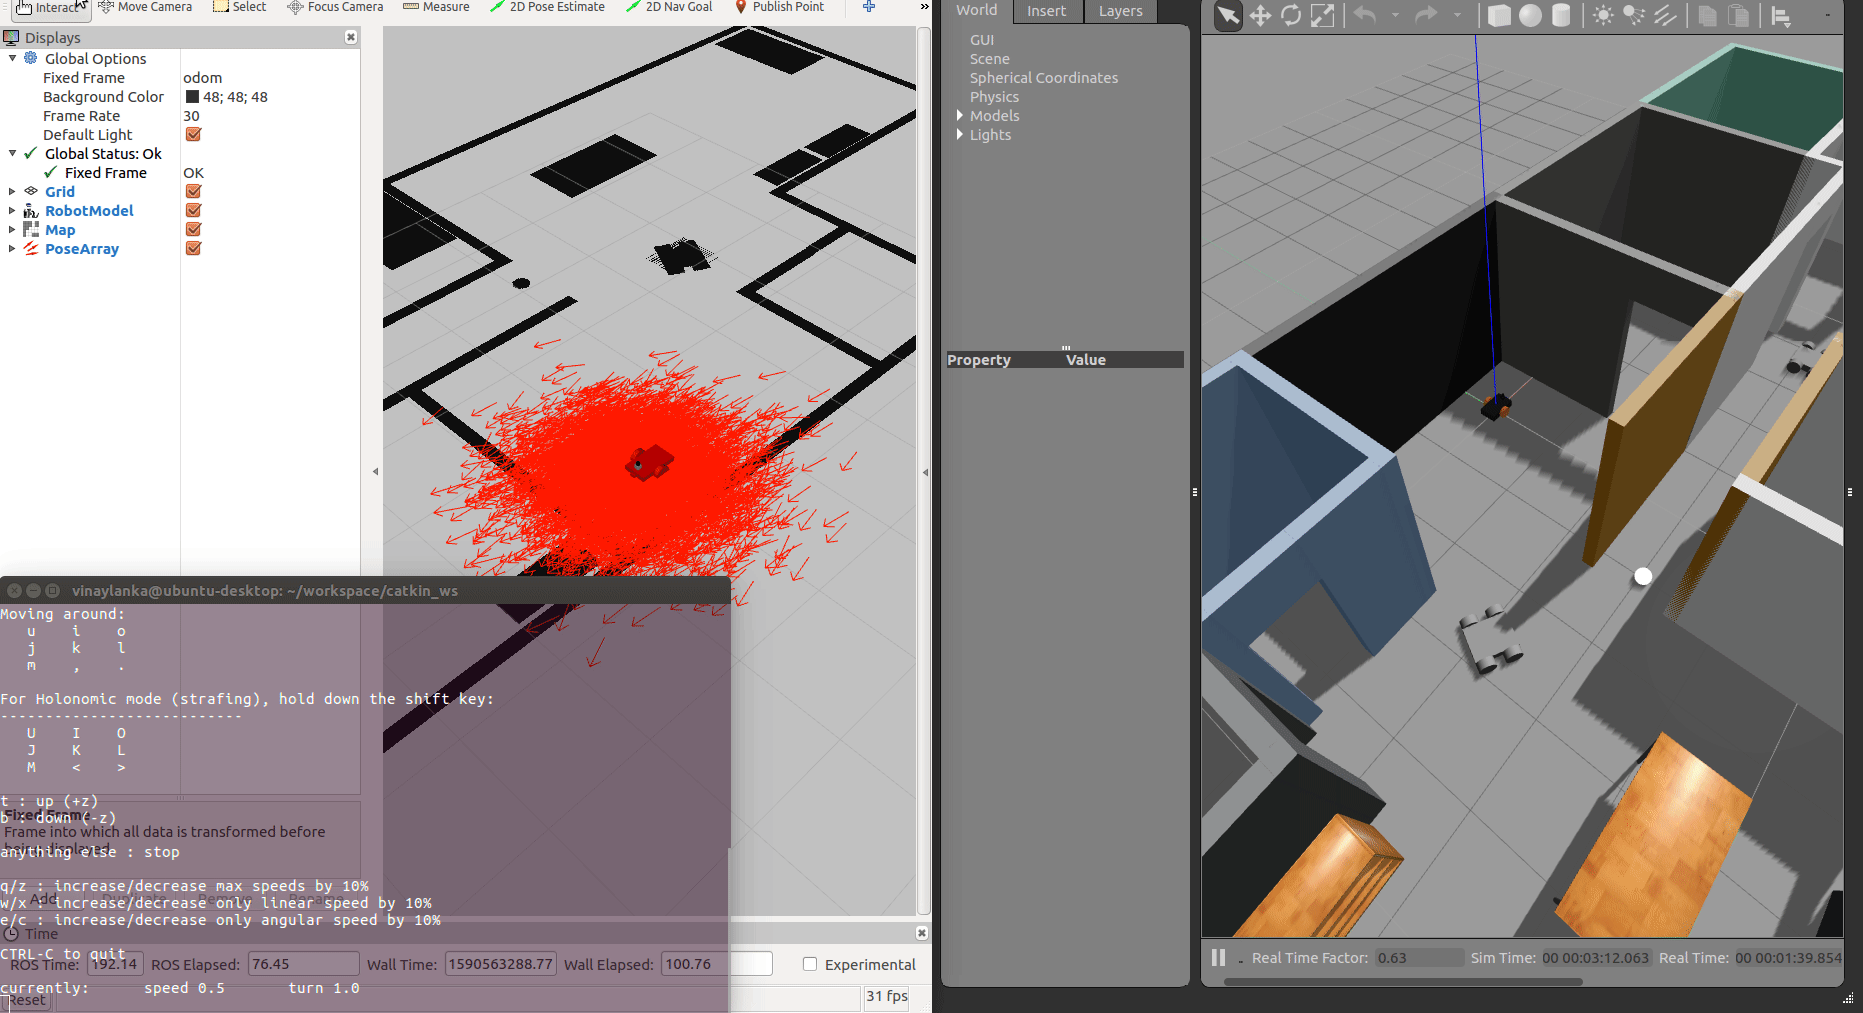 Interact Move Camera Select Focus Camera Measure 2D Pose Estimate 2D Nav Goal Publish Point »
Displays
Global Options
Fixed Frame odom
Background Color 48; 48; 48
Frame Rate 30
Default Light
Global Status: Ok
Fixed Frame OK
Grid
RobotModel
Map
PoseArray
vinaylanka@ubuntu-desktop: ~/workspace/catkin_ws
Moving around:
u i o
j k l
m , .
For Holonomic mode (strafing), hold down the shift key:
---------------------------
U I O
J K L
M < >
t : up (+z)
b : down (-z)
anything else : stop
q/z : increase/decrease max speeds by 10%
w/x : increase/decrease only linear speed by 10%
e/c : increase/decrease only angular speed by 10%
CTRL-C to quit
currently: speed 0.5 turn 1.0
Fixed Frame
Frame into which all data is transformed before
being displayed.
Add
Time
ROS Time: 192.14 ROS Elapsed: 76.45 Wall Time: 1590563288.77 Wall Elapsed: 100.76 Experimental
Reset
31 fps
World Insert Layers
GUI
Scene
Spherical Coordinates
Physics
Models
Lights
Property Value
Real Time Factor: 0.63 Sim Time: 00 00:03:12.063 Real Time: 00 00:01:39.854